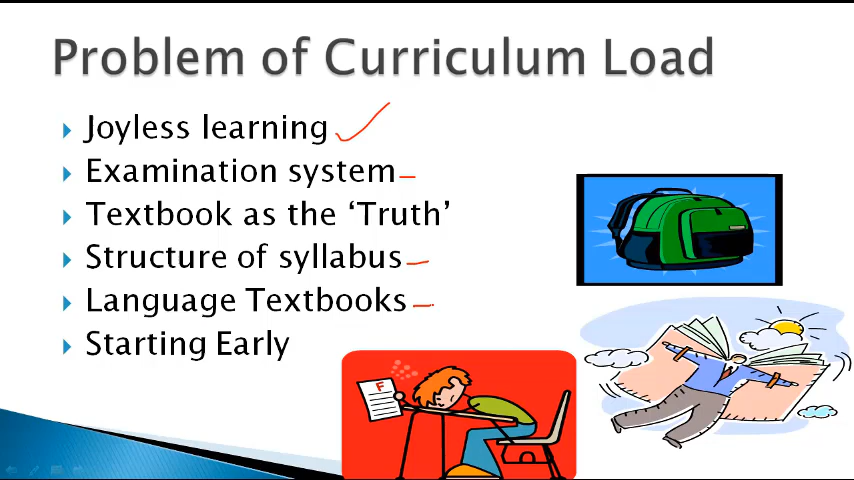 Problem of Curriculum Load
Joyless learning
Examination system
Textbook as the ‘Truth’
Structure of syllabus
Language Textbooks
Starting Early
F